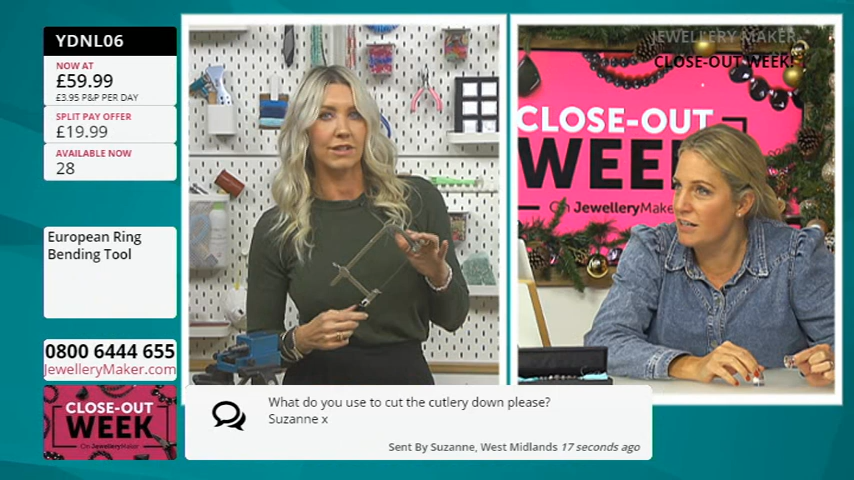 YDNL06
NOW AT
£59.99
£3.95 P&P PER DAY
SPLIT PAY OFFER
£19.99
AVAILABLE NOW
28
European Ring
Bending Tool
0800 6444 655
JewelleryMaker.com
CLOSE-OUT
WEEK
On JewelleryMaker
JEWELLERY MAKER
CLOSE-OUT WEEK!
CLOSE-OUT
WEE
On JewelleryMaker
What do you use to cut the cutlery down please?
Suzanne x
Sent By Suzanne, West Midlands 17 seconds ago